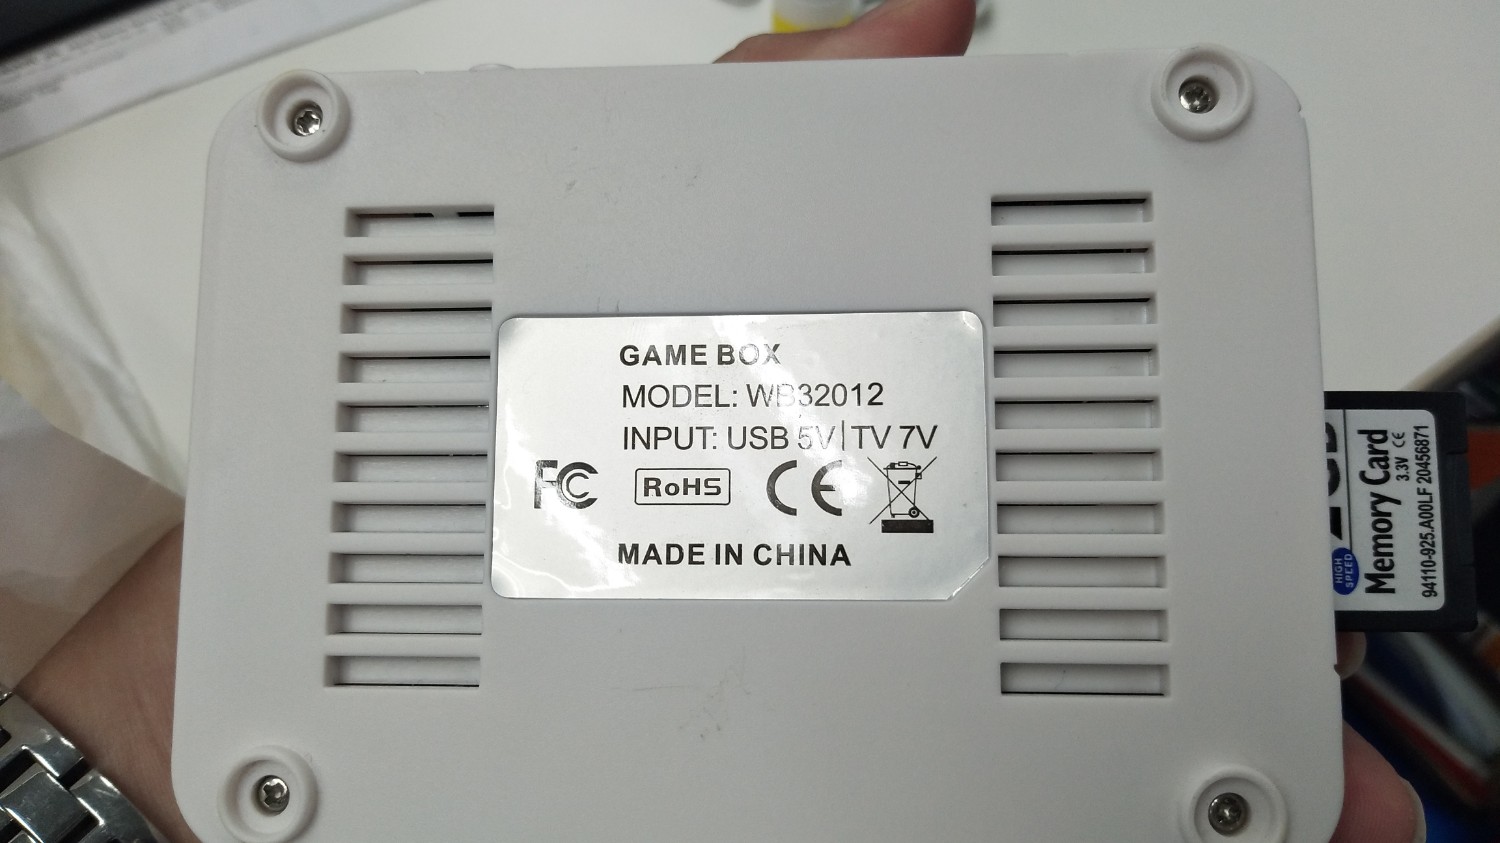 GAME BOX
MODEL: WB32012
INPUT: USB 5V|TV 7V
FC RoHS CE
MADE IN CHINA
HIGH SPEED
Memory Card
3.3V CE
94110-925.A00LF 20456871